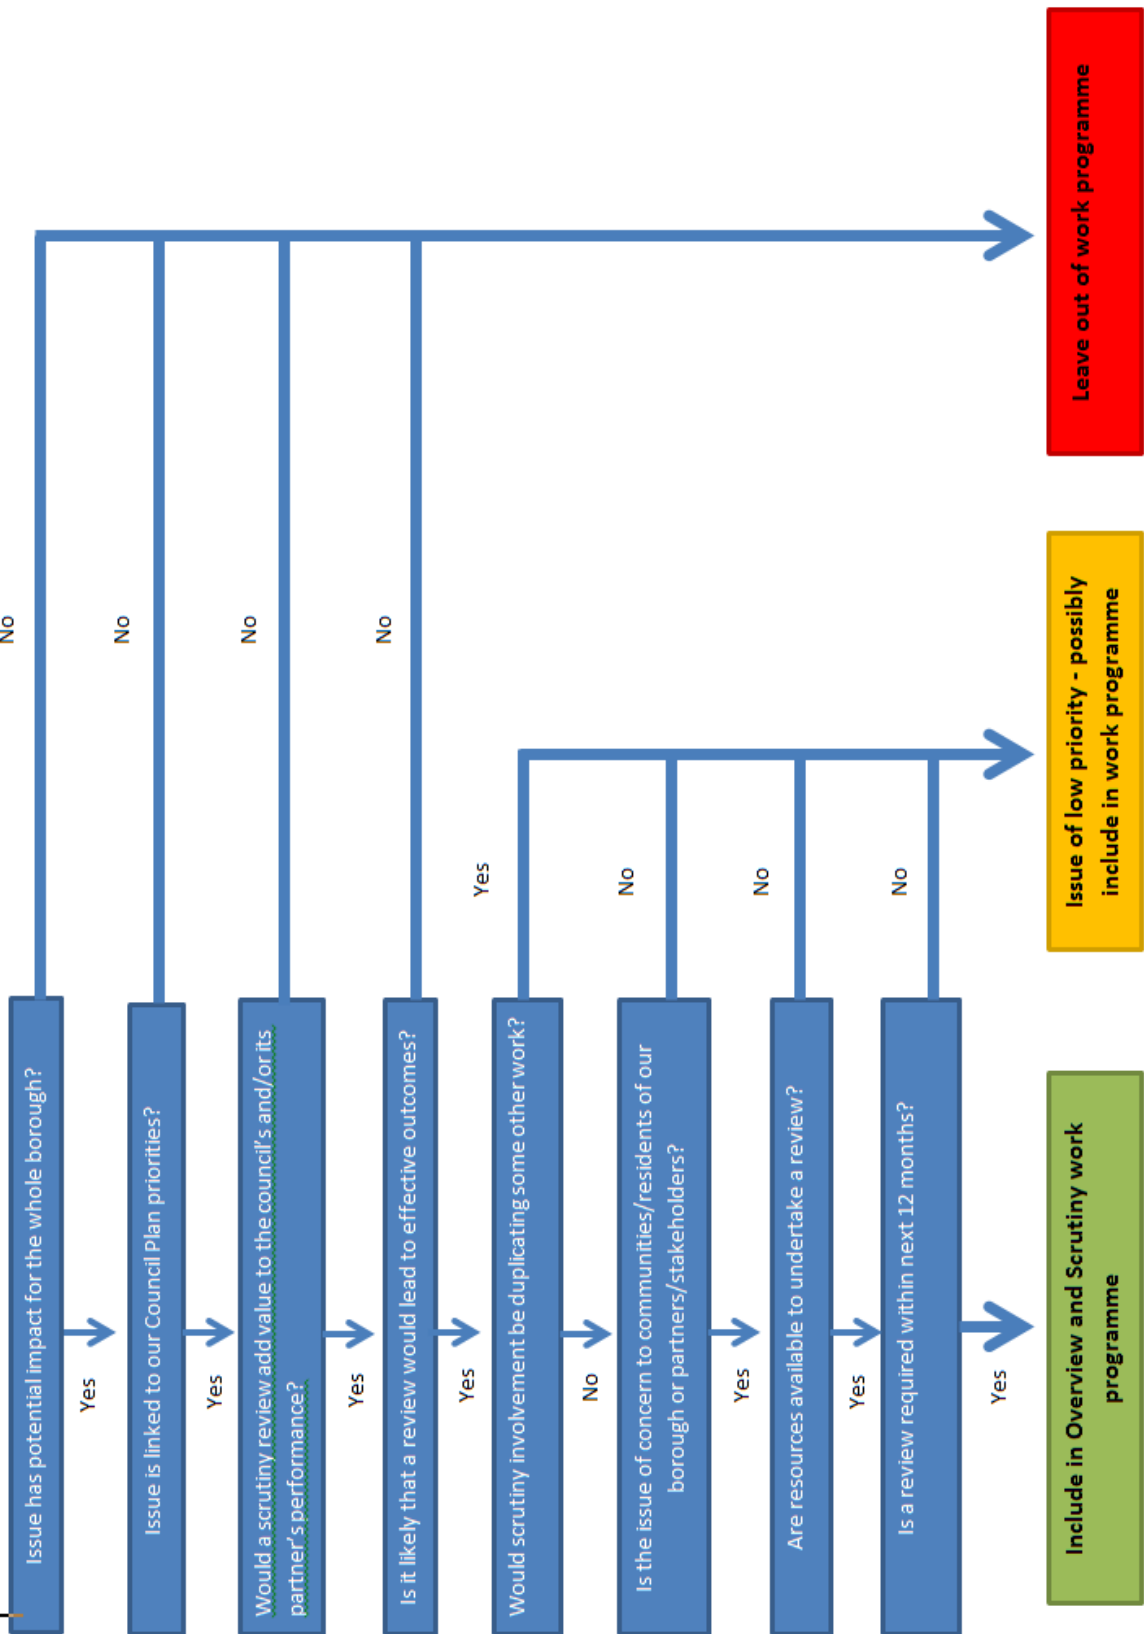 Issue has potential impact for the whole borough?
No
Yes
Issue is linked to our Council Plan priorities?
No
Yes
Would a scrutiny review add value to the council's and/or its
partner's performance?
No
Yes
Is it likely that a review would lead to effective outcomes?
No
Yes
Would scrutiny involvement be duplicating some other work?
Yes
No
Is the issue of concern to communities/residents of our
borough or partners/stakeholders?
No
Yes
Are resources available to undertake a review?
No
Yes
Is a review required within next 12 months?
No
Yes
Include in Overview and Scrutiny work
programme
Issue of low priority - possibly
include in work programme
Leave out of work programme